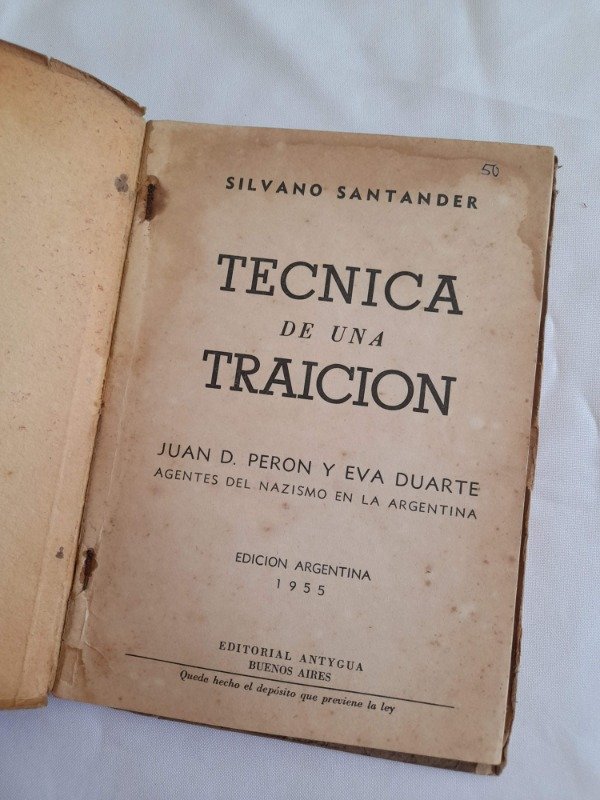 50
SILVANO SANTANDER
TECNICA
DE UNA
TRAICION
JUAN D. PERON Y EVA DUARTE
AGENTES DEL NAZISMO EN LA ARGENTINA
EDICION ARGENTINA
1955
EDITORIAL ANTYGUA
BUENOS AIRES
Queda hecho el depósito que previene la ley